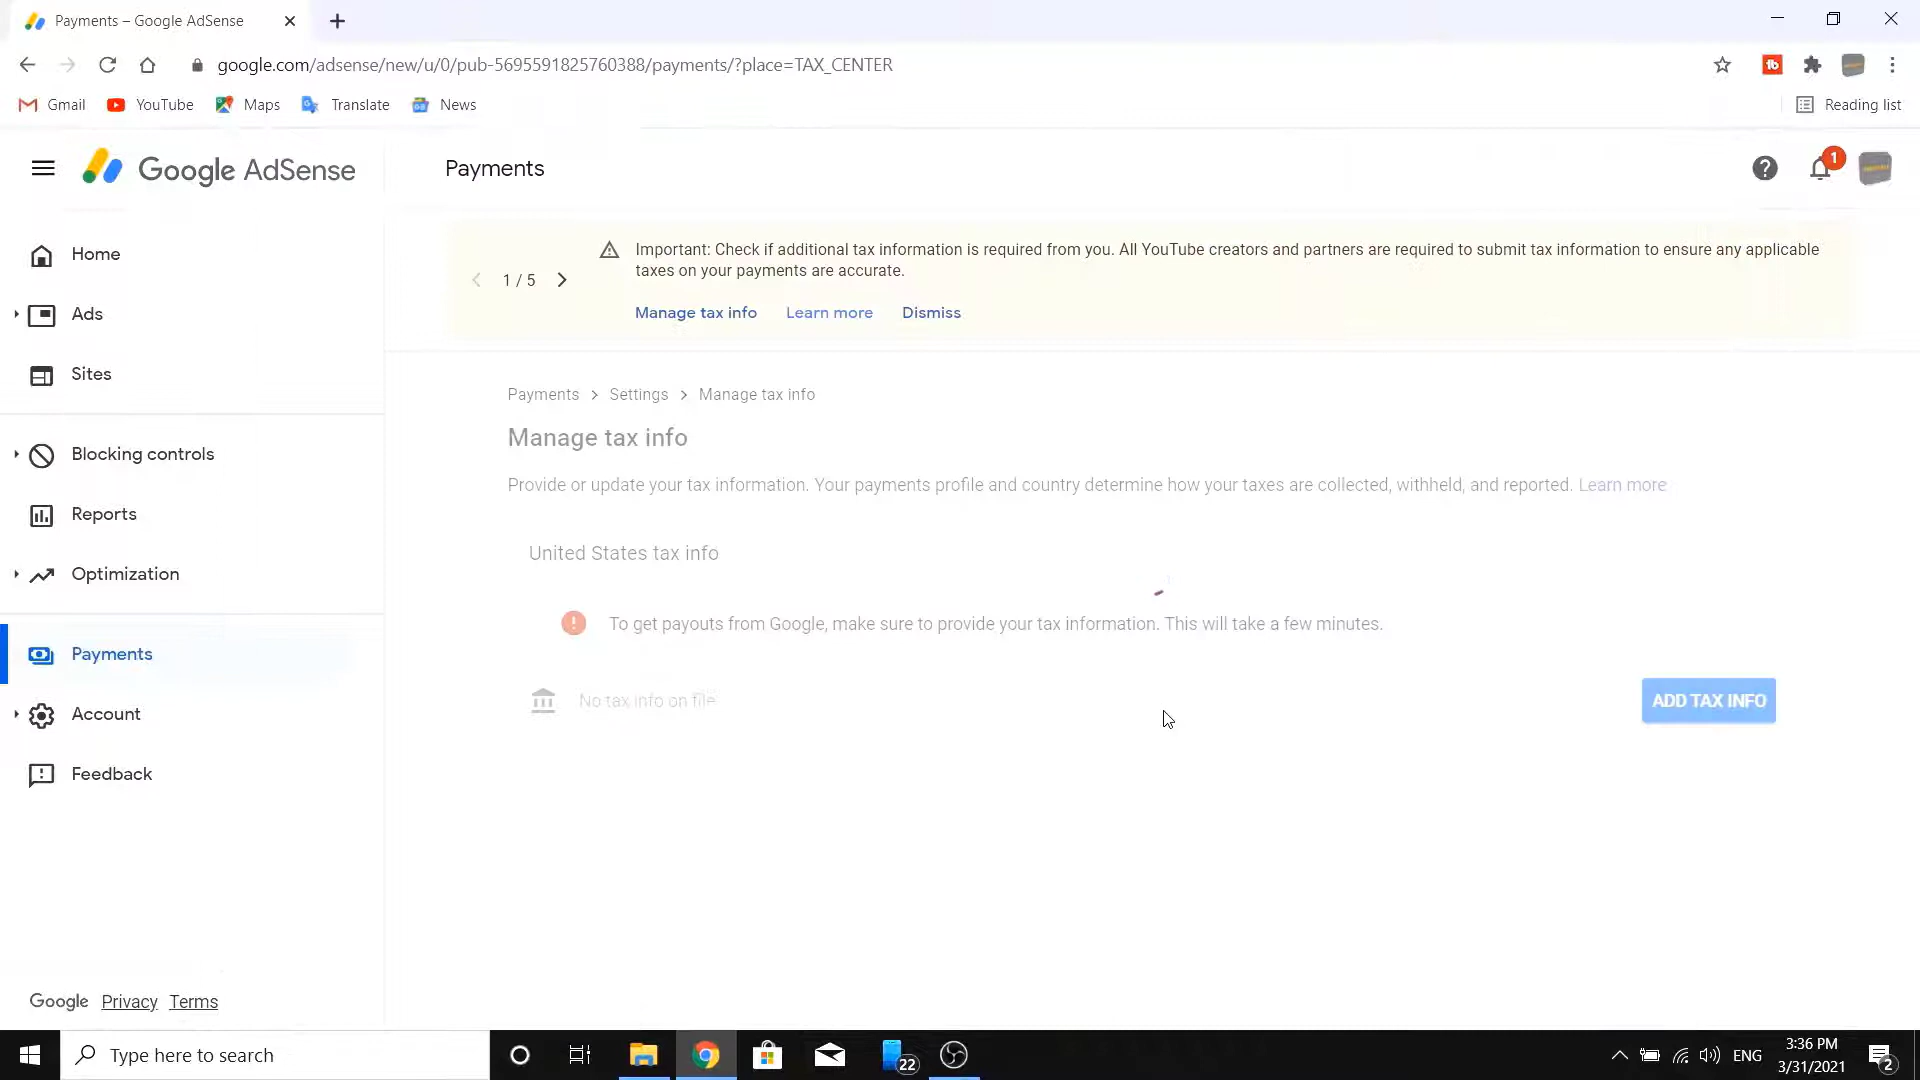 Payments – Google AdSense
google.com/adsense/new/u/0/pub-5695591825760388/payments/?place=TAX_CENTER
Gmail
YouTube
Maps
Translate
News
Reading list
Google AdSense
Payments
1
Home
Ads
Sites
Blocking controls
Reports
Optimization
Payments
Account
Feedback
Google Privacy Terms
1 / 5
Important: Check if additional tax information is required from you. All YouTube creators and partners are required to submit tax information to ensure any applicable
taxes on your payments are accurate.
Manage tax info Learn more Dismiss
Payments > Settings > Manage tax info
Manage tax info
Provide or update your tax information. Your payments profile and country determine how your taxes are collected, withheld, and reported. Learn more
United States tax info
To get payouts from Google, make sure to provide your tax information. This will take a few minutes.
No tax info on file
ADD TAX INFO
Type here to search
22
ENG
3:36 PM
3/31/2021
2